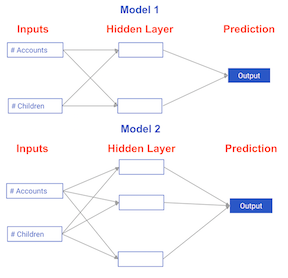 Model 1
Inputs Hidden Layer Prediction
# Accounts
Output
# Children
Model 2
Inputs Hidden Layer Prediction
# Accounts
Output
# Children